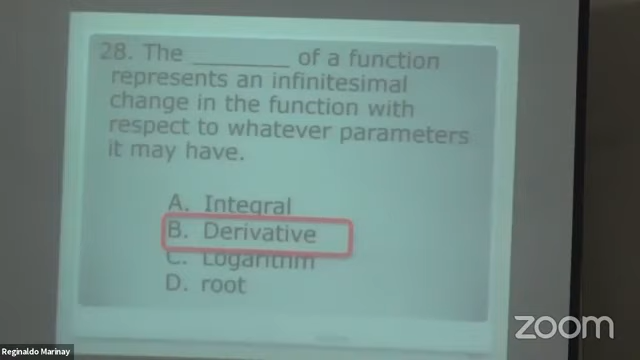 28. The ________ of a function
represents an infinitesimal
change in the function with
respect to whatever parameters
it may have.
A. Integral
B. Derivative
C. Logarithm
D. root
zoom
Reginaldo Marinay